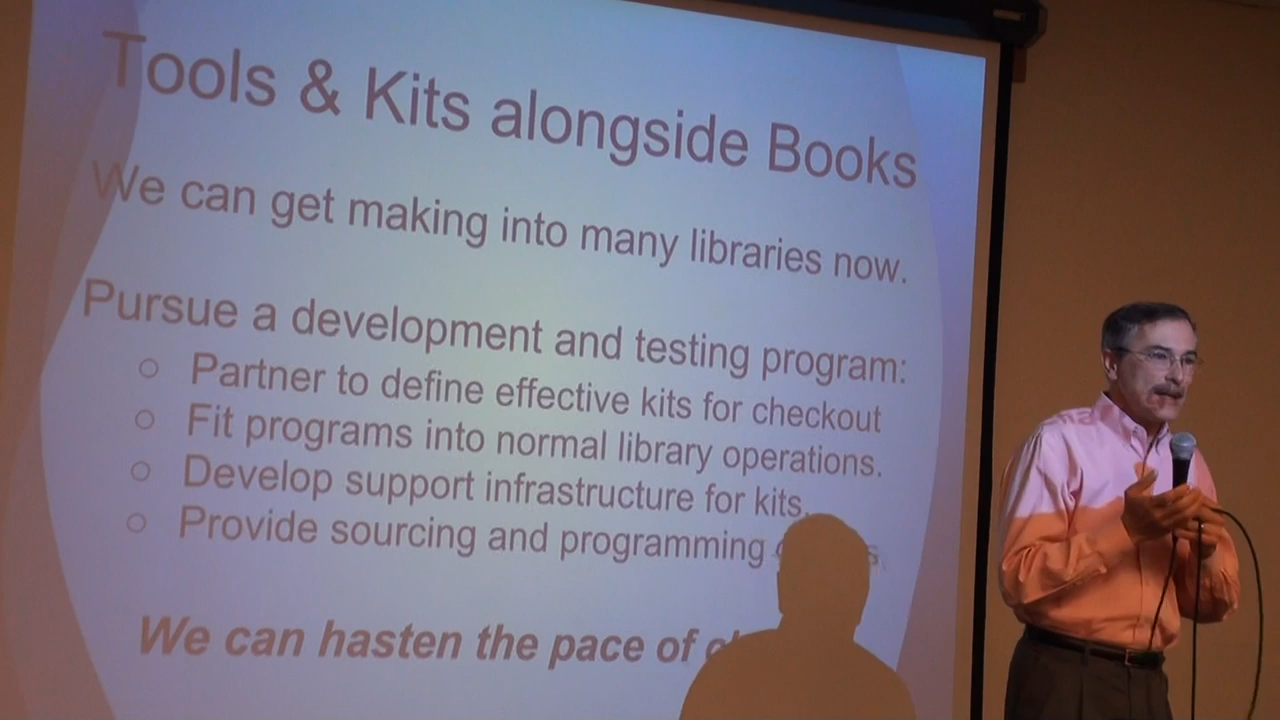 Tools & Kits alongside Books
We can get making into many libraries now.
Pursue a development and testing program:
○ Partner to define effective kits for checkout
○ Fit programs into normal library operations.
○ Develop support infrastructure for kits.
○ Provide sourcing and programming
We can hasten the pace of